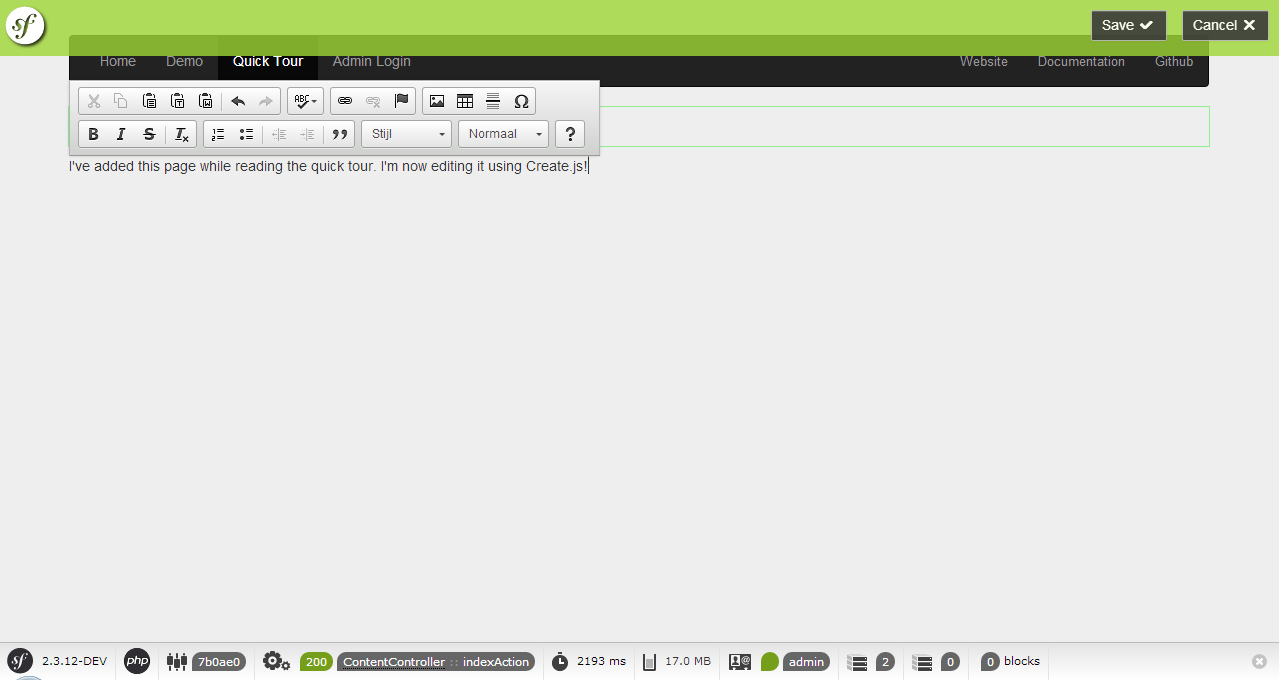 sf Save Cancel
Home Demo Quick Tour Admin Login Website Documentation Github
ABC Ω
B I S Tx ” Stijl Normaal ?
I've added this page while reading the quick tour. I'm now editing it using Create.js!
sf 2.3.12-DEV php 7b0ae0 200 ContentController :: indexAction 2193 ms 17.0 MB admin 2 0 0 blocks